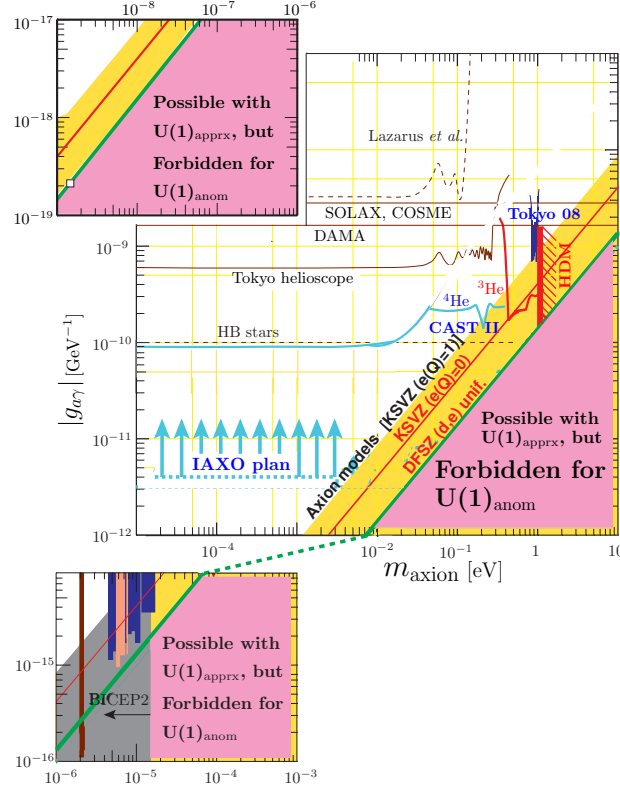 10⁻⁸ 10⁻⁷ 10⁻⁶
10⁻¹⁷
10⁻¹⁸
10⁻¹⁹
Possible with
U(1)apprx, but
Forbidden for
U(1)anom
Lazarus et al.
SOLAX, COSME
Tokyo 08
DAMA
10⁻⁹
Tokyo helioscope
HDM
³He
⁴He
HB stars
CAST II
10⁻¹⁰
|gₐᵧ| [GeV⁻¹]
Axion models [KSVZ (e(Q)=1)]
KSVZ (e(Q)=0)
DFSZ (d,e) unif.
10⁻¹¹
IAXO plan
Possible with
U(1)apprx, but
Forbidden for
U(1)anom
10⁻¹²
10⁻⁴ 10⁻² 10⁻¹ 1 10
maxion [eV]
10⁻¹⁵
10⁻¹⁶
Possible with
U(1)apprx, but
BICEP2
Forbidden for
U(1)anom
10⁻⁶ 10⁻⁵ 10⁻⁴ 10⁻³